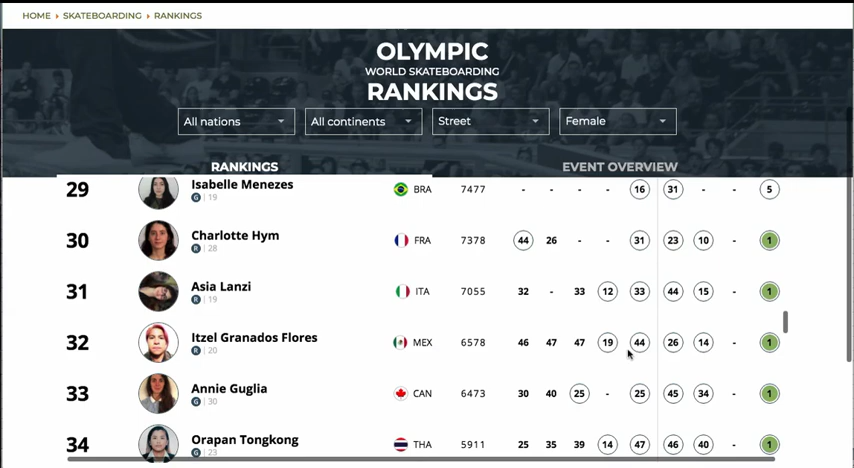 HOME › SKATEBOARDING › RANKINGS
OLYMPIC
WORLD SKATEBOARDING
RANKINGS
All nations All continents Street Female
RANKINGS EVENT OVERVIEW
29 Isabelle Menezes BRA 7477 - - - - 16 31 - - 5
G | 19
30 Charlotte Hym FRA 7378 44 26 - - 31 23 10 - 1
R | 28
31 Asia Lanzi ITA 7055 32 - 33 12 33 44 15 - 1
R | 19
32 Itzel Granados Flores MEX 6578 46 47 47 19 44 26 14 - 1
R | 20
33 Annie Guglia CAN 6473 30 40 25 - 25 45 34 - 1
G | 30
34 Orapan Tongkong THA 5911 25 35 39 14 47 46 40 - 1
G | 23